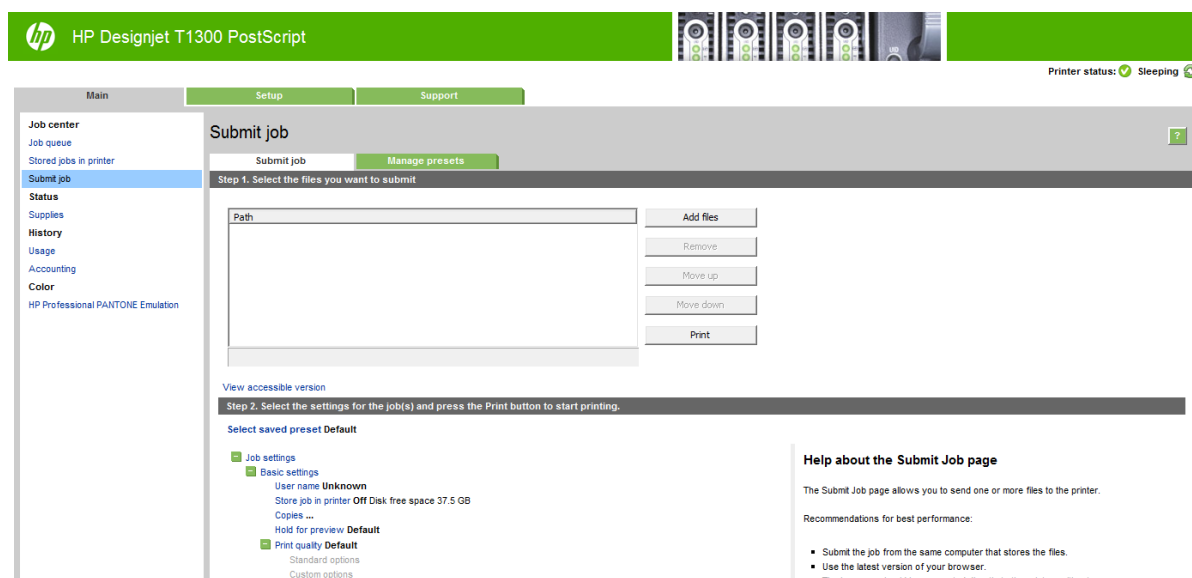 hp HP Designjet T1300 PostScript
UID
Printer status: Sleeping
Main Setup Support
Job center
Job queue
Stored jobs in printer
Submit job
Status
Supplies
History
Usage
Accounting
Color
HP Professional PANTONE Emulation
Submit job
?
Submit job Manage presets
Step 1. Select the files you want to submit
Path
Add files
Remove
Move up
Move down
Print
View accessible version
Step 2. Select the settings for the job(s) and press the Print button to start printing.
Select saved preset Default
Job settings
Basic settings
User name Unknown
Store job in printer Off Disk free space 37.5 GB
Copies ...
Hold for preview Default
Print quality Default
Standard options
Custom options
Help about the Submit Job page
The Submit Job page allows you to send one or more files to the printer.
Recommendations for best performance:
Submit the job from the same computer that stores the files.
Use the latest version of your browser.